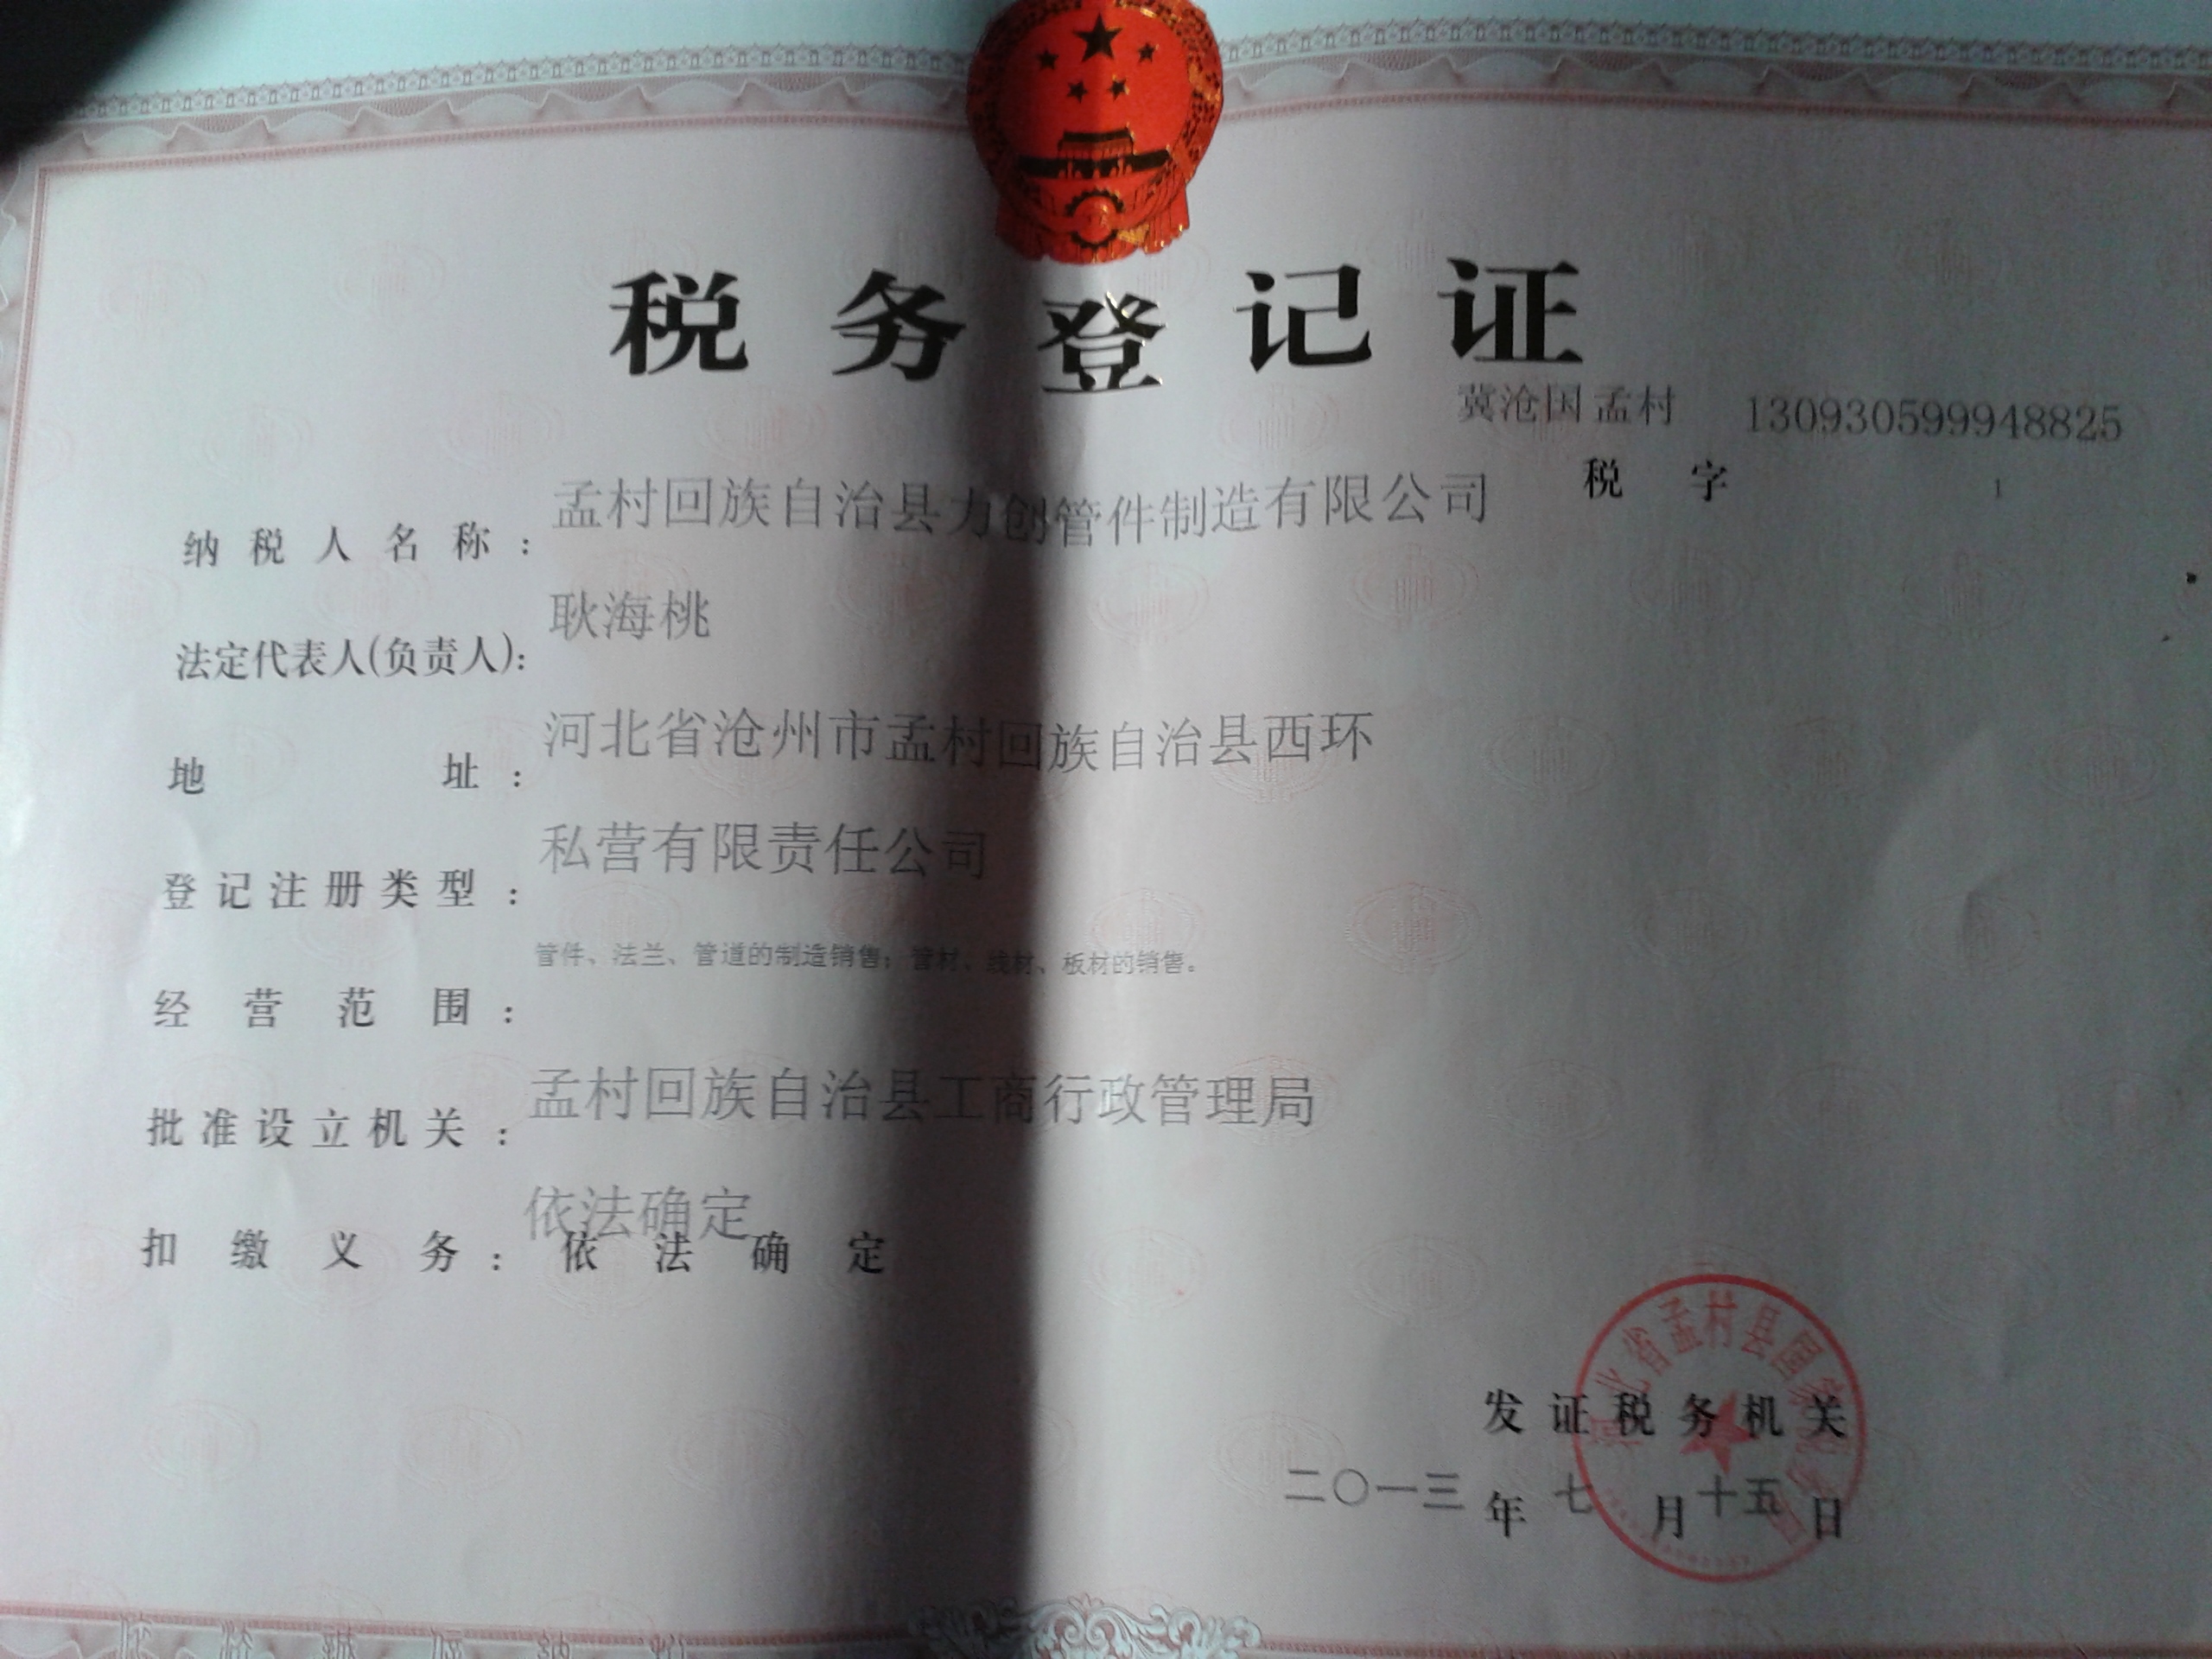 税务登记证
冀沧国 孟村 130930599948825
税 字
纳税人名称: 孟村回族自治县力创管件制造有限公司
法定代表人(负责人): 耿海桃
地 址: 河北省沧州市孟村回族自治县西环
登记注册类型: 私营有限责任公司
经营范围: 管件、法兰、管道的制造销售;管材、线材、板材的销售。
批准设立机关: 孟村回族自治县工商行政管理局
依法确定
扣缴义务: 依法确定
北省孟村县国家
发证税务机关
二〇一三年七月十五日